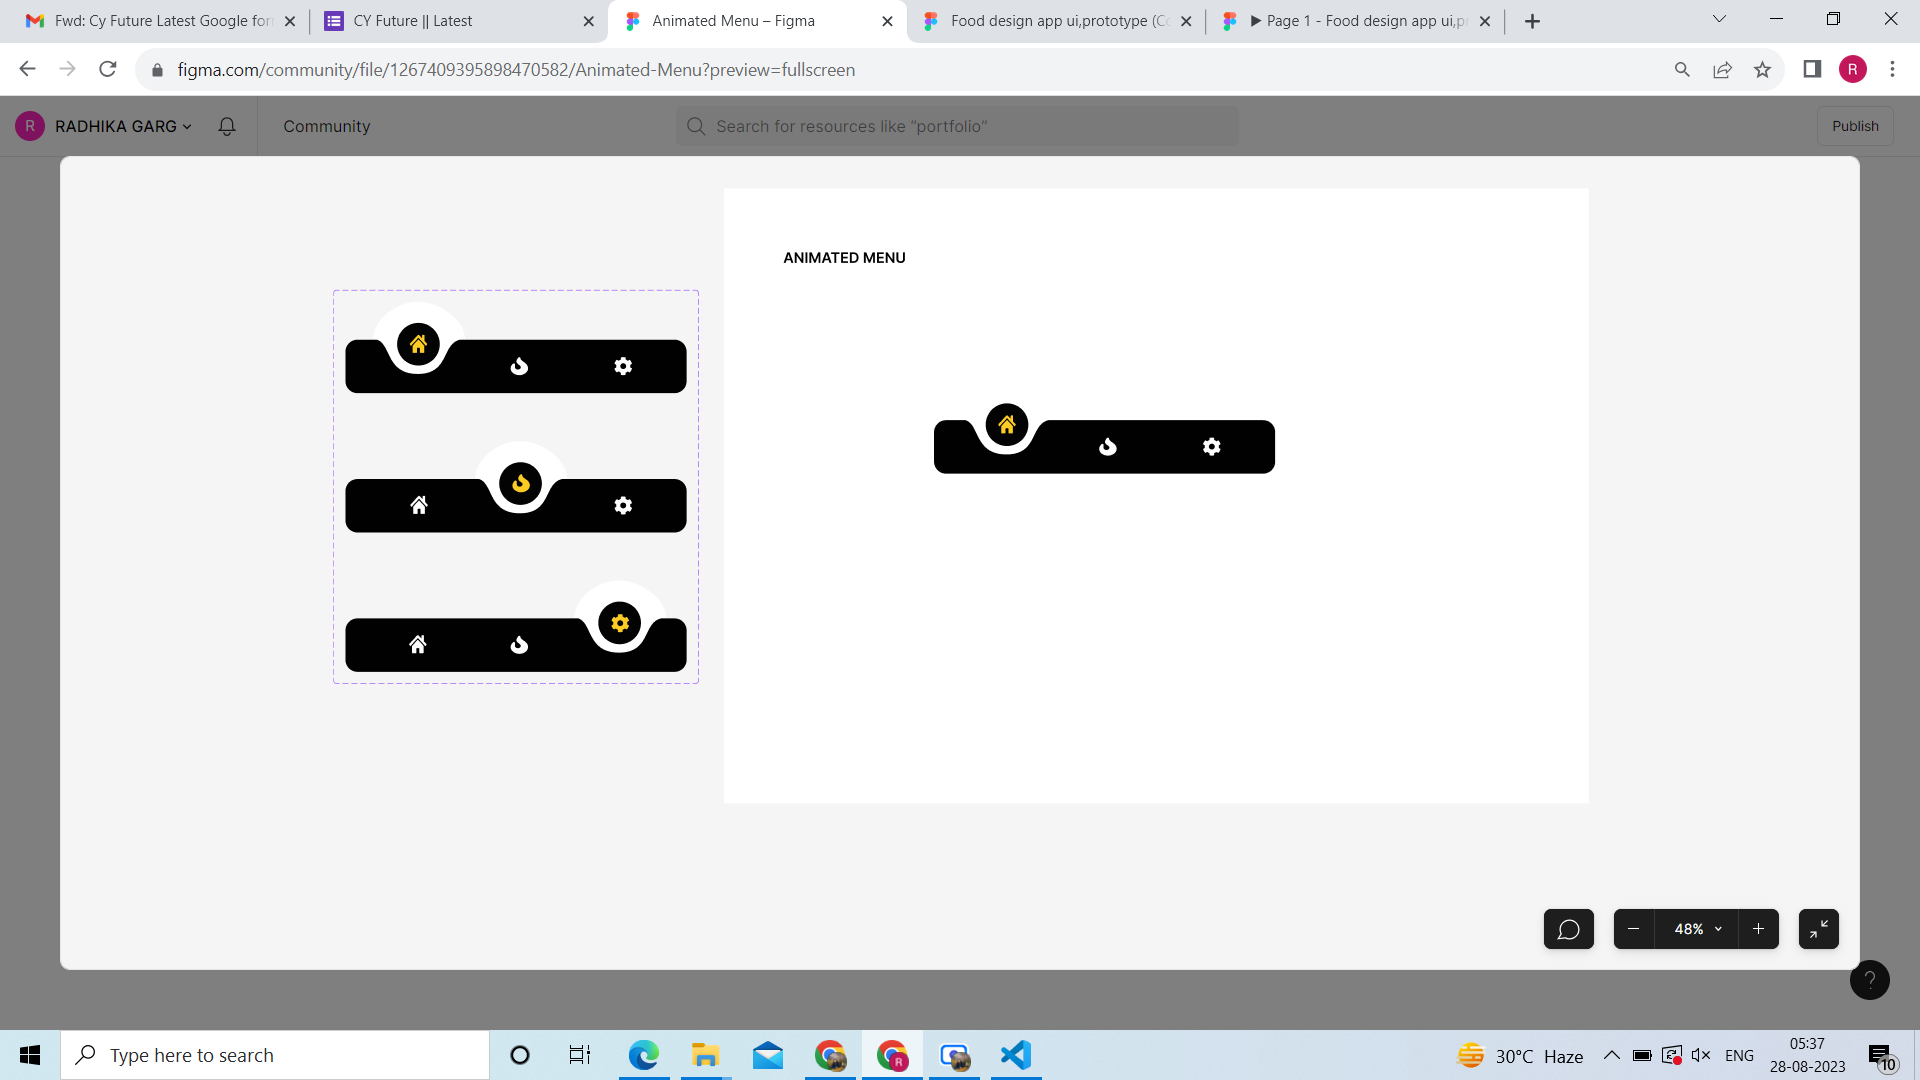 Fwd: Cy Future Latest Google for
CY Future || Latest
Animated Menu – Figma
Food design app ui,prototype (Co
▶ Page 1 - Food design app ui,p
figma.com/community/file/1267409395898470582/Animated-Menu?preview=fullscreen
R
R
RADHIKA GARG
Community
Search for resources like “portfolio”
Publish
ANIMATED MENU
48%
?
Type here to search
R
30°C Haze
ENG
05:37
28-08-2023
10